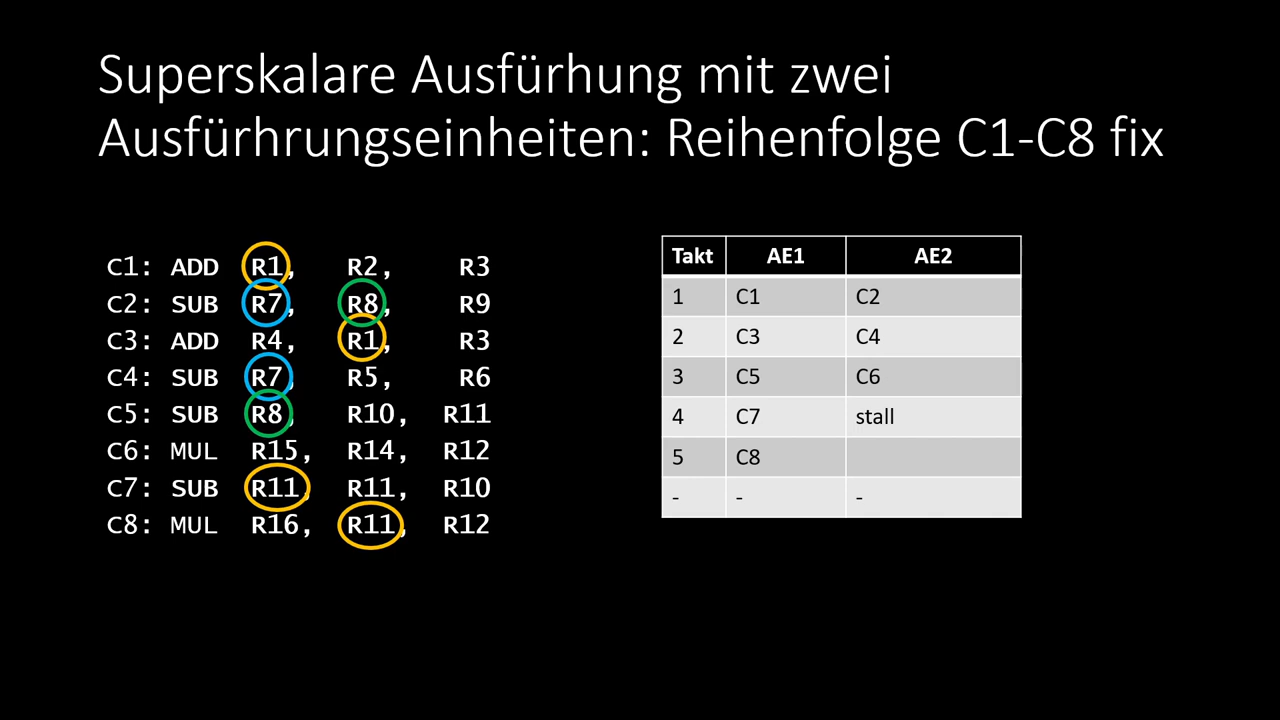 Superskalare Ausfürhung mit zwei
Ausfürhrungseinheiten: Reihenfolge C1-C8 fix
C1: ADD R1, R2, R3
C2: SUB R7, R8, R9
C3: ADD R4, R1, R3
C4: SUB R7, R5, R6
C5: SUB R8, R10, R11
C6: MUL R15, R14, R12
C7: SUB R11, R11, R10
C8: MUL R16, R11, R12
Takt AE1 AE2
1 C1 C2
2 C3 C4
3 C5 C6
4 C7 stall
5 C8
- - -